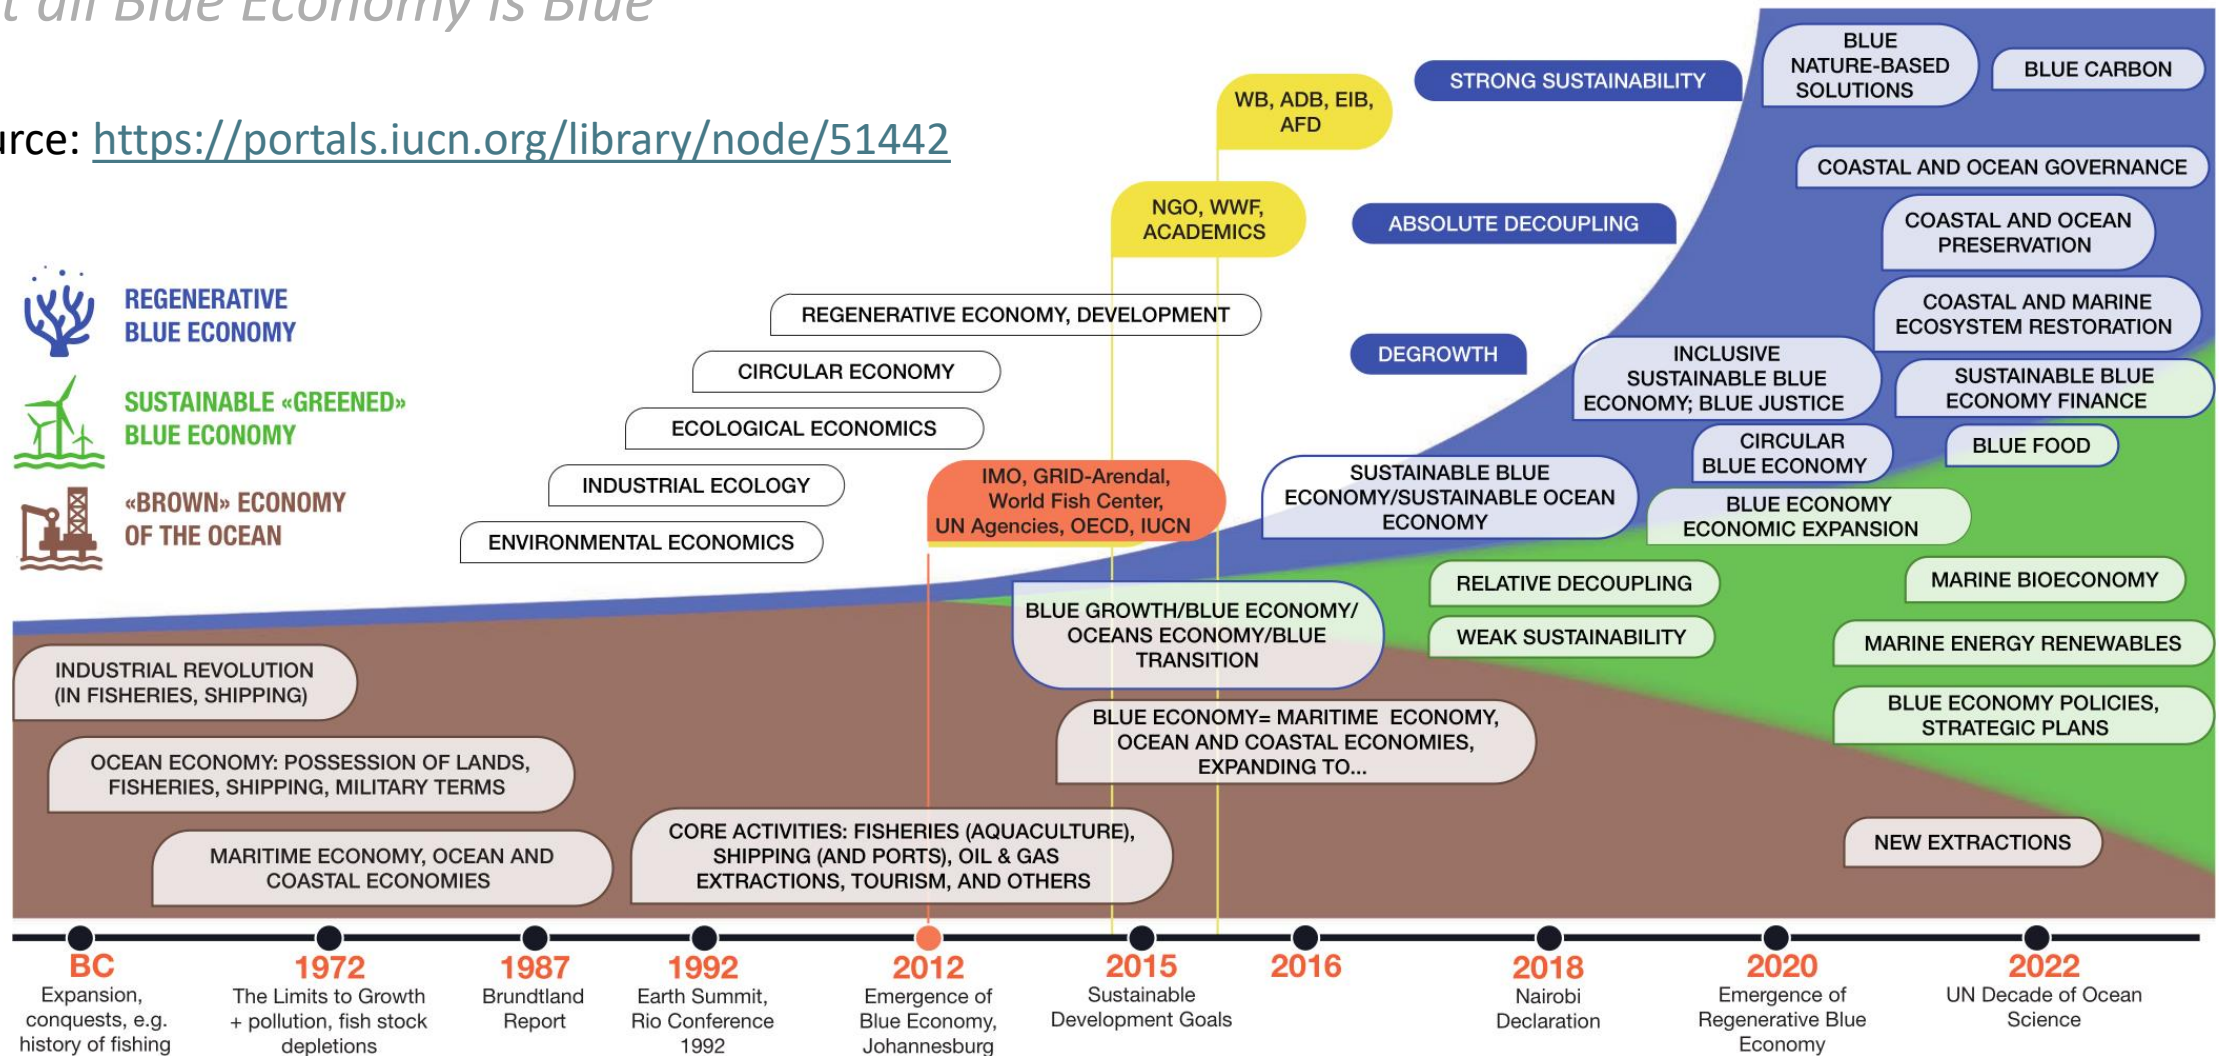 t all Blue Economy is Blue
urce: https://portals.iucn.org/library/node/51442
REGENERATIVE
BLUE ECONOMY
SUSTAINABLE «GREENED»
BLUE ECONOMY
«BROWN» ECONOMY
OF THE OCEAN
WB, ADB, EIB,
AFD
NGO, WWF,
ACADEMICS
IMO, GRID-Arendal,
World Fish Center,
UN Agencies, OECD, IUCN
REGENERATIVE ECONOMY, DEVELOPMENT
CIRCULAR ECONOMY
ECOLOGICAL ECONOMICS
INDUSTRIAL ECOLOGY
ENVIRONMENTAL ECONOMICS
STRONG SUSTAINABILITY
ABSOLUTE DECOUPLING
DEGROWTH
BLUE
NATURE-BASED
SOLUTIONS
BLUE CARBON
COASTAL AND OCEAN GOVERNANCE
COASTAL AND OCEAN
PRESERVATION
COASTAL AND MARINE
ECOSYSTEM RESTORATION
INCLUSIVE
SUSTAINABLE BLUE
ECONOMY; BLUE JUSTICE
SUSTAINABLE BLUE
ECONOMY FINANCE
CIRCULAR
BLUE ECONOMY
BLUE FOOD
SUSTAINABLE BLUE
ECONOMY/SUSTAINABLE OCEAN
ECONOMY
BLUE ECONOMY
ECONOMIC EXPANSION
RELATIVE DECOUPLING
MARINE BIOECONOMY
WEAK SUSTAINABILITY
MARINE ENERGY RENEWABLES
BLUE ECONOMY POLICIES,
STRATEGIC PLANS
BLUE GROWTH/BLUE ECONOMY/
OCEANS ECONOMY/BLUE
TRANSITION
BLUE ECONOMY= MARITIME ECONOMY,
OCEAN AND COASTAL ECONOMIES,
EXPANDING TO...
INDUSTRIAL REVOLUTION
(IN FISHERIES, SHIPPING)
OCEAN ECONOMY: POSSESSION OF LANDS,
FISHERIES, SHIPPING, MILITARY TERMS
MARITIME ECONOMY, OCEAN AND
COASTAL ECONOMIES
CORE ACTIVITIES: FISHERIES (AQUACULTURE),
SHIPPING (AND PORTS), OIL & GAS
EXTRACTIONS, TOURISM, AND OTHERS
NEW EXTRACTIONS
BC
Expansion,
conquests, e.g.
history of fishing
1972
The Limits to Growth
+ pollution, fish stock
depletions
1987
Brundtland
Report
1992
Earth Summit,
Rio Conference
1992
2012
Emergence of
Blue Economy,
Johannesburg
2015
Sustainable
Development Goals
2016
2018
Nairobi
Declaration
2020
Emergence of
Regenerative Blue
Economy
2022
UN Decade of Ocean
Science